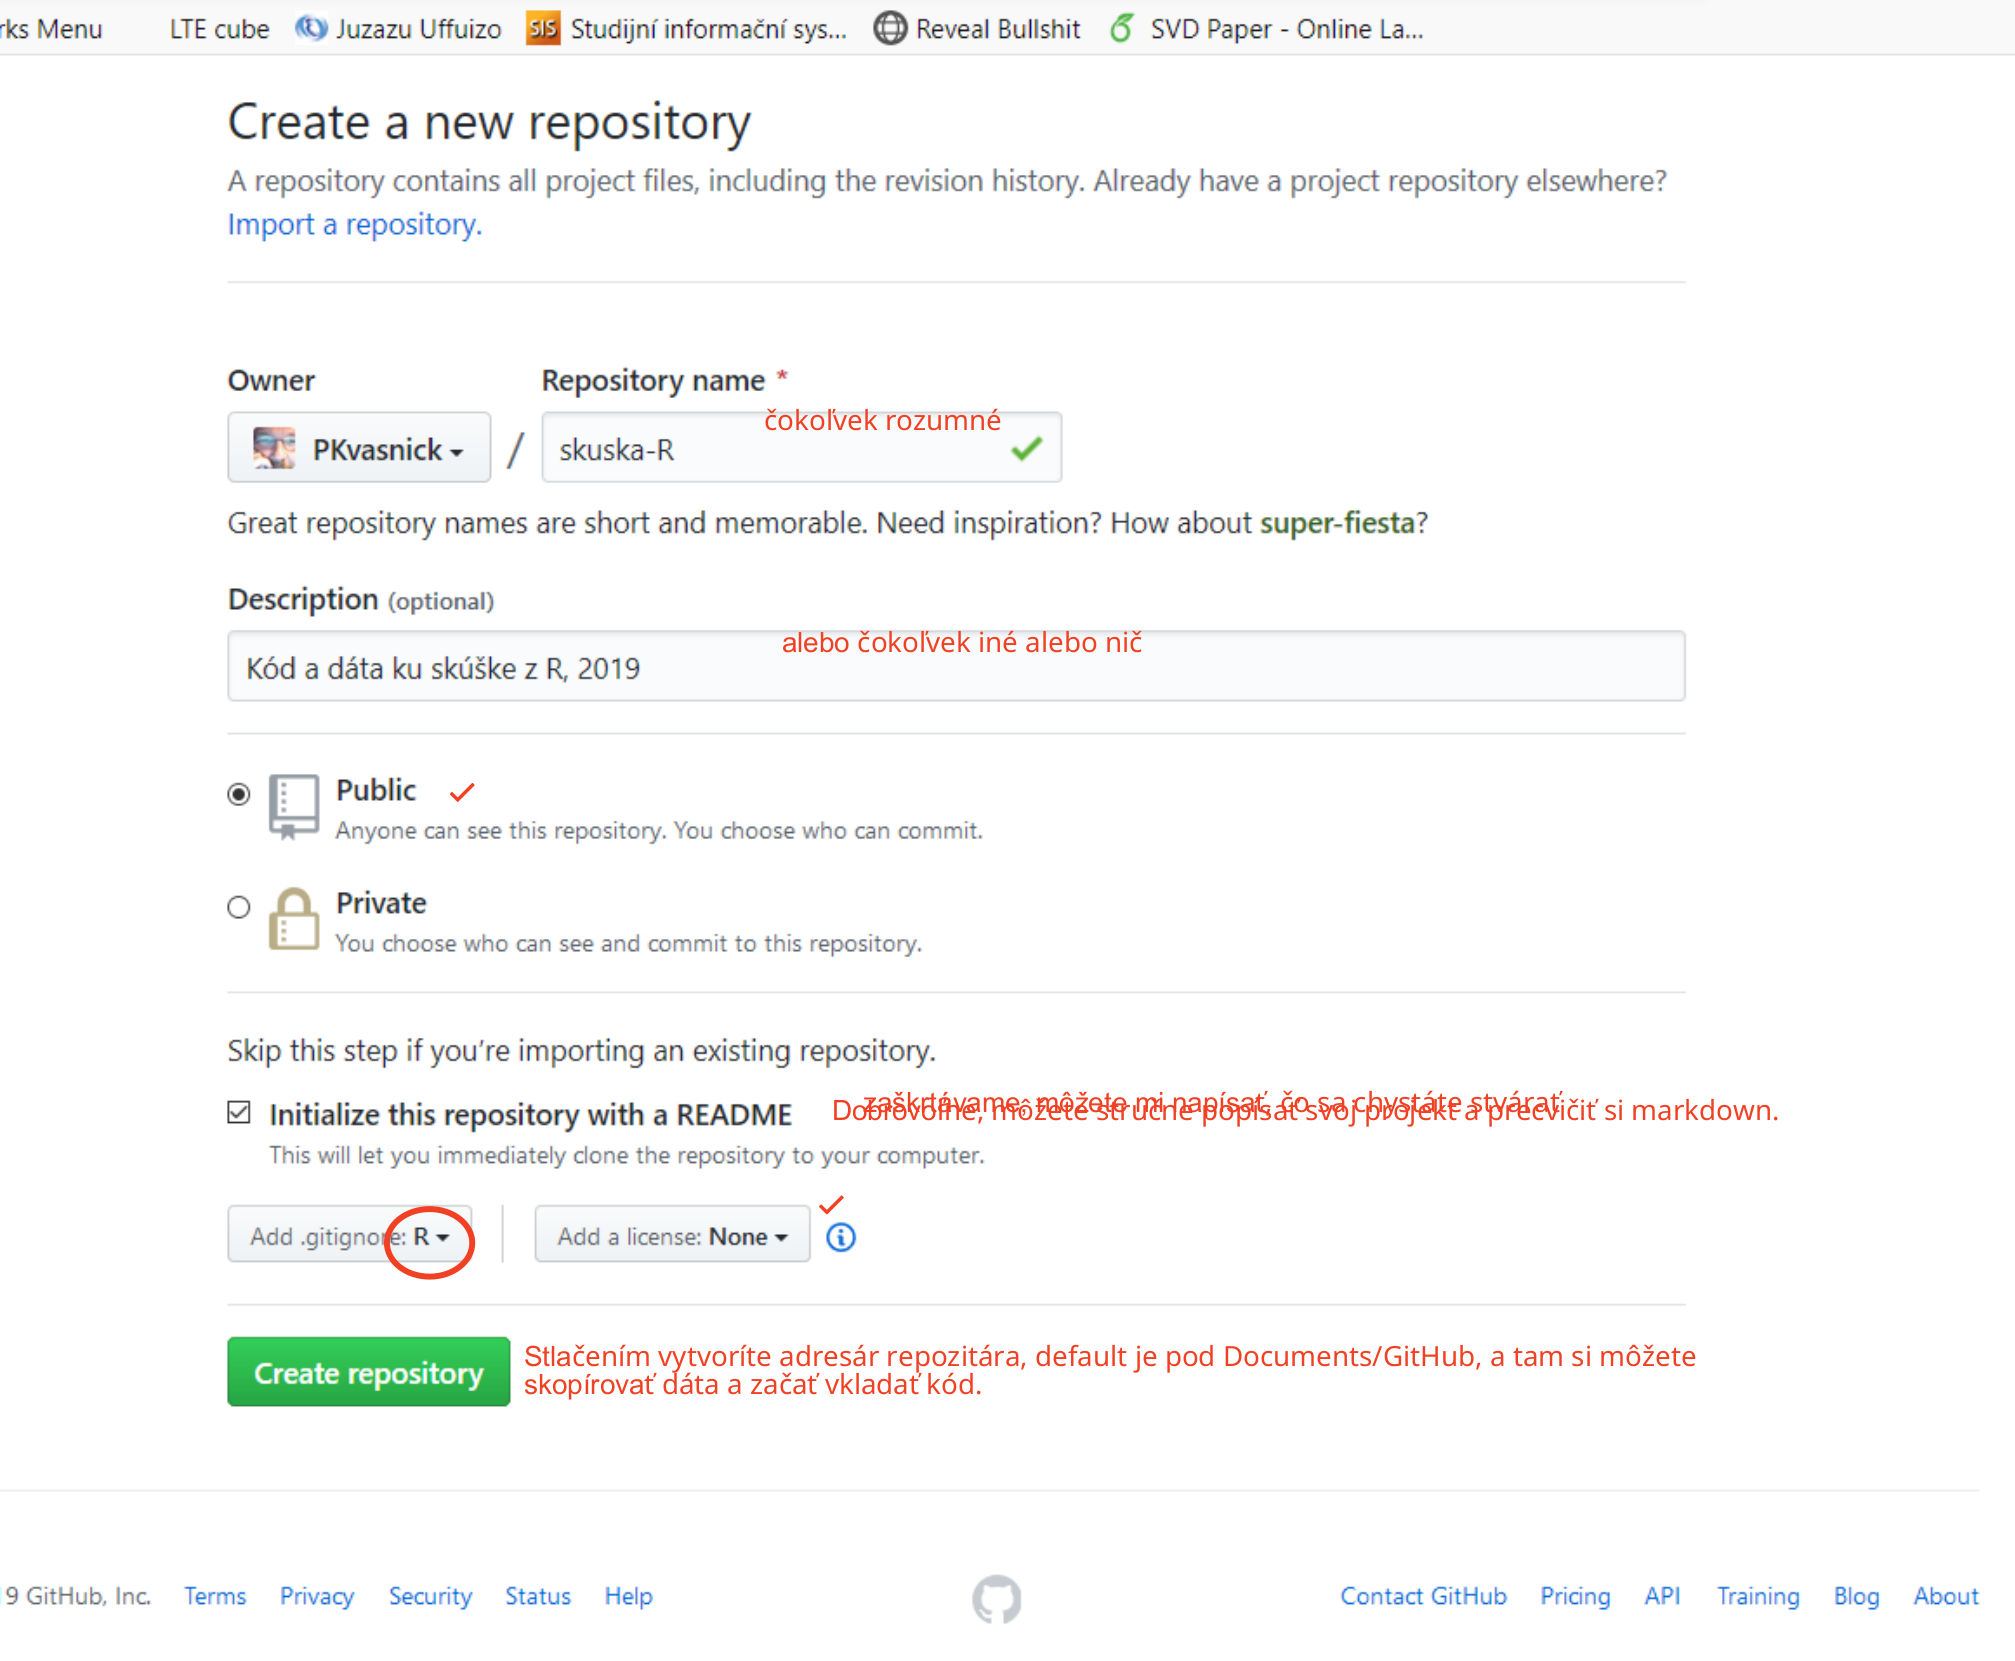 rks Menu LTE cube Juzazu Uffuizo SIS Studijní informační sys... Reveal Bullshit SVD Paper - Online La...
Create a new repository
A repository contains all project files, including the revision history. Already have a project repository elsewhere?
Import a repository.
Owner Repository name *
čokoľvek rozumné
PKvasnick / skuska-R
Great repository names are short and memorable. Need inspiration? How about super-fiesta?
Description (optional)
alebo čokoľvek iné alebo nič
Kód a dáta ku skúške z R, 2019
Public
Anyone can see this repository. You choose who can commit.
Private
You choose who can see and commit to this repository.
Skip this step if you’re importing an existing repository.
zaškrtávame, môžete mi napísať, čo sa chystáte stvárať
Initialize this repository with a README Dobrovoľné, môžete stručne popísať svoj projekt a precvičiť si markdown.
This will let you immediately clone the repository to your computer.
Add .gitignore: R Add a license: None
Stlačením vytvoríte adresár repozitára, default je pod Documents/GitHub, a tam si môžete
Create repository skopírovať dáta a začať vkladať kód.
19 GitHub, Inc. Terms Privacy Security Status Help Contact GitHub Pricing API Training Blog About